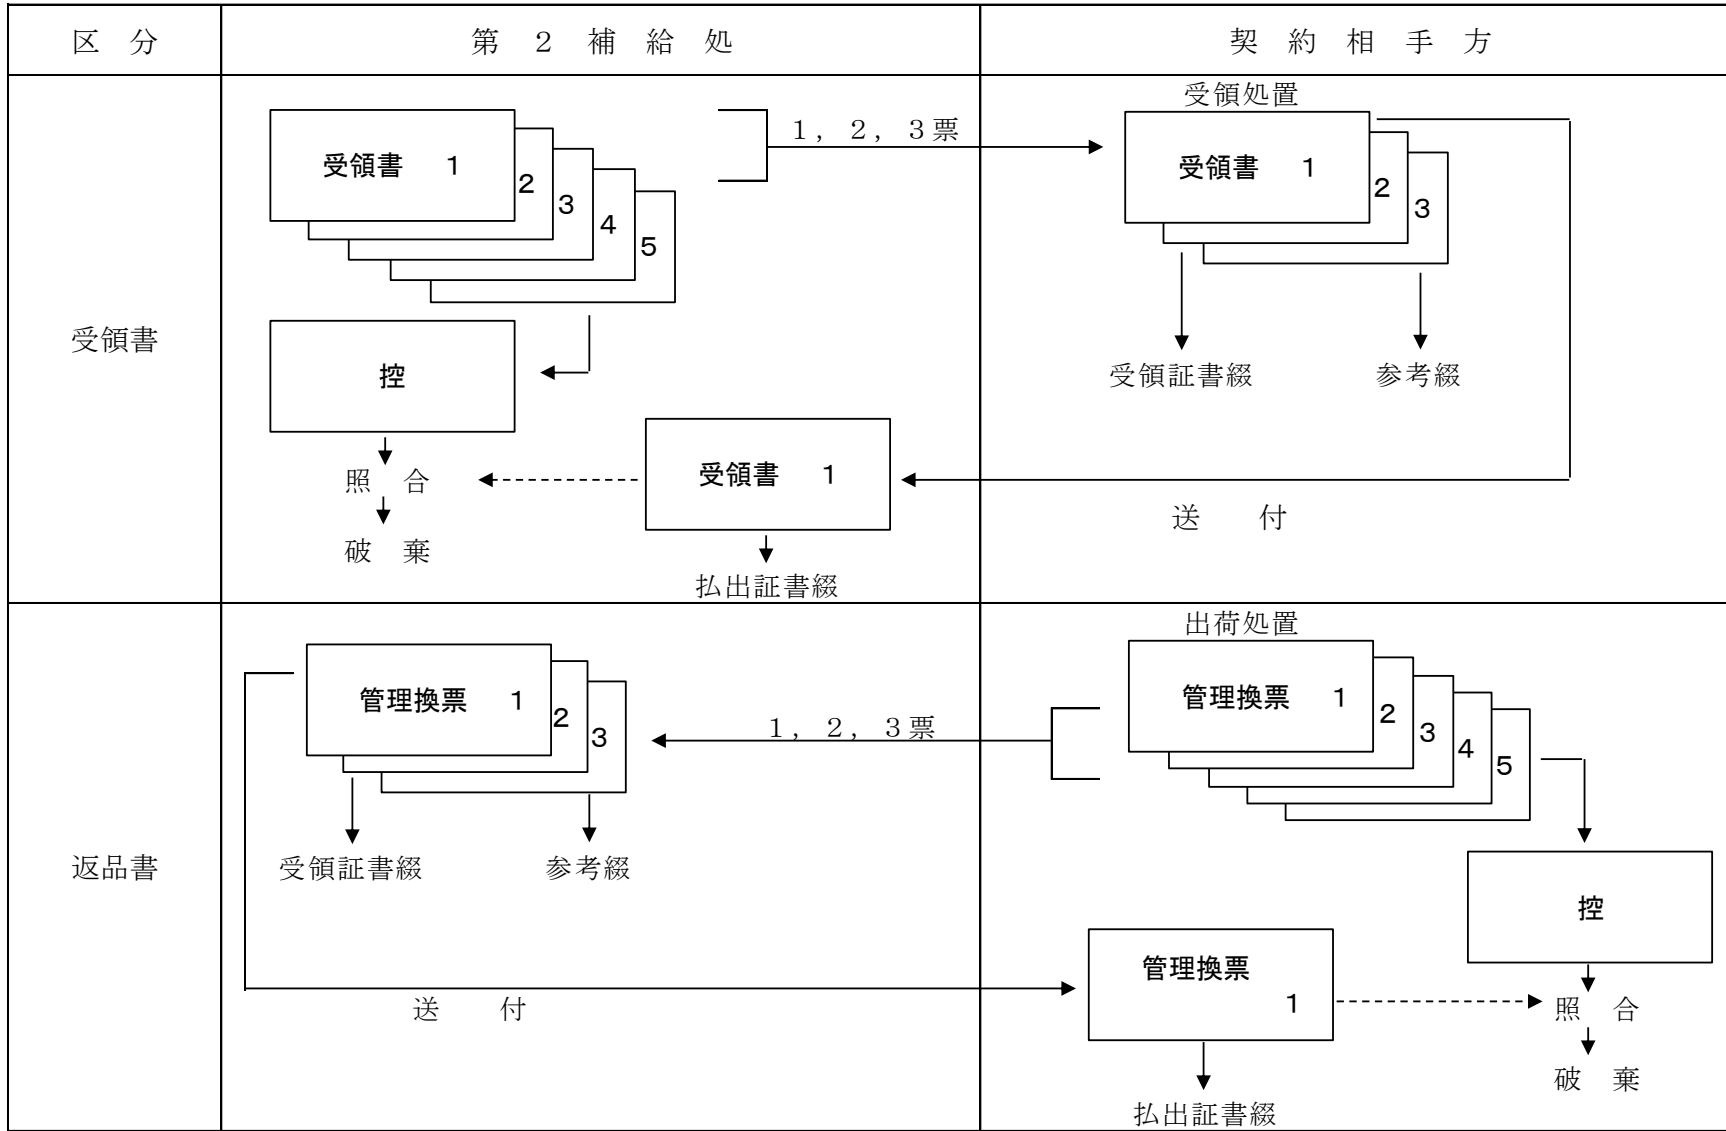 区　分
第　２　補　給　処
契　約　相　手　方
受領書
受領書　1
2
3
4
5
1，2，3票
受領処置
受領書　1
2
3
受領証書綴
参考綴
控
照　合
破　棄
受領書　1
払出証書綴
送　付
返品書
管理換票　1
2
3
受領証書綴
参考綴
1，2，3票
出荷処置
管理換票　1
2
3
4
5
控
送　付
管理換票
1
照　合
破　棄
払出証書綴